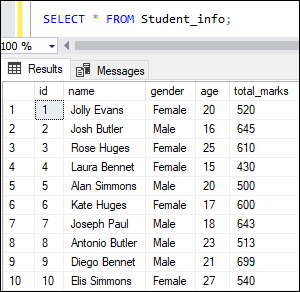 SELECT * FROM Student_info;
100 %
Results Messages
id name gender age total_marks
1 1 Jolly Evans Female 20 520
2 2 Josh Butler Male 16 645
3 3 Rose Huges Female 25 610
4 4 Laura Bennet Female 15 430
5 5 Alan Simmons Male 20 500
6 6 Kate Huges Female 17 600
7 7 Joseph Paul Male 18 643
8 8 Antonio Butler Male 23 513
9 9 Diego Bennet Male 21 699
10 10 Elis Simmons Female 27 540